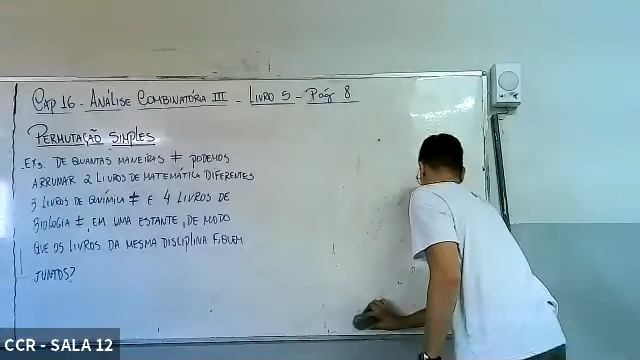 CAP 16 - ANÁLISE COMBINATÓRIA III - LIVRO 5 - Pág 8
PERMUTAÇÃO SIMPLES
EX3: DE QUANTAS MANEIRAS ≠ PODEMOS
ARRUMAR 2 LIVROS DE MATEMÁTICA DIFERENTES
3 LIVROS DE QUÍMICA ≠ E 4 LIVROS DE
BIOLOGIA ≠, EM UMA ESTANTE, DE MODO
QUE OS LIVROS DA MESMA DISCIPLINA FIQUEM
JUNTOS?
CCR - SALA 12